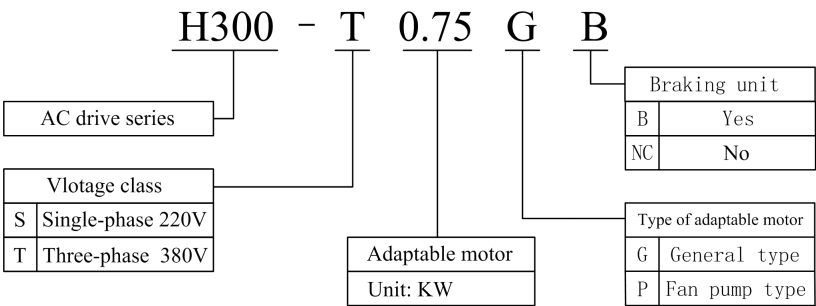 H300 - T 0.75 G B
AC drive series
Vlotage class
S Single-phase 220V
T Three-phase 380V
Adaptable motor
Unit: KW
Braking unit
B Yes
NC No
Type of adaptable motor
G General type
P Fan pump type